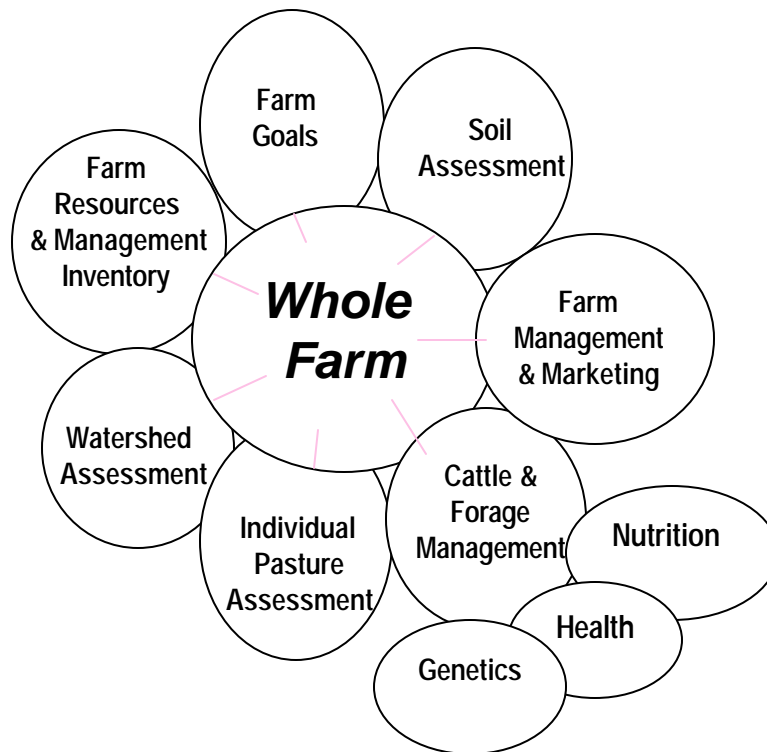 Farm
Goals
Soil
Assessment
Farm
Resources
& Management
Inventory
Whole
Farm
Farm
Management
& Marketing
Watershed
Assessment
Individual
Pasture
Assessment
Cattle &
Forage
Management
Nutrition
Health
Genetics